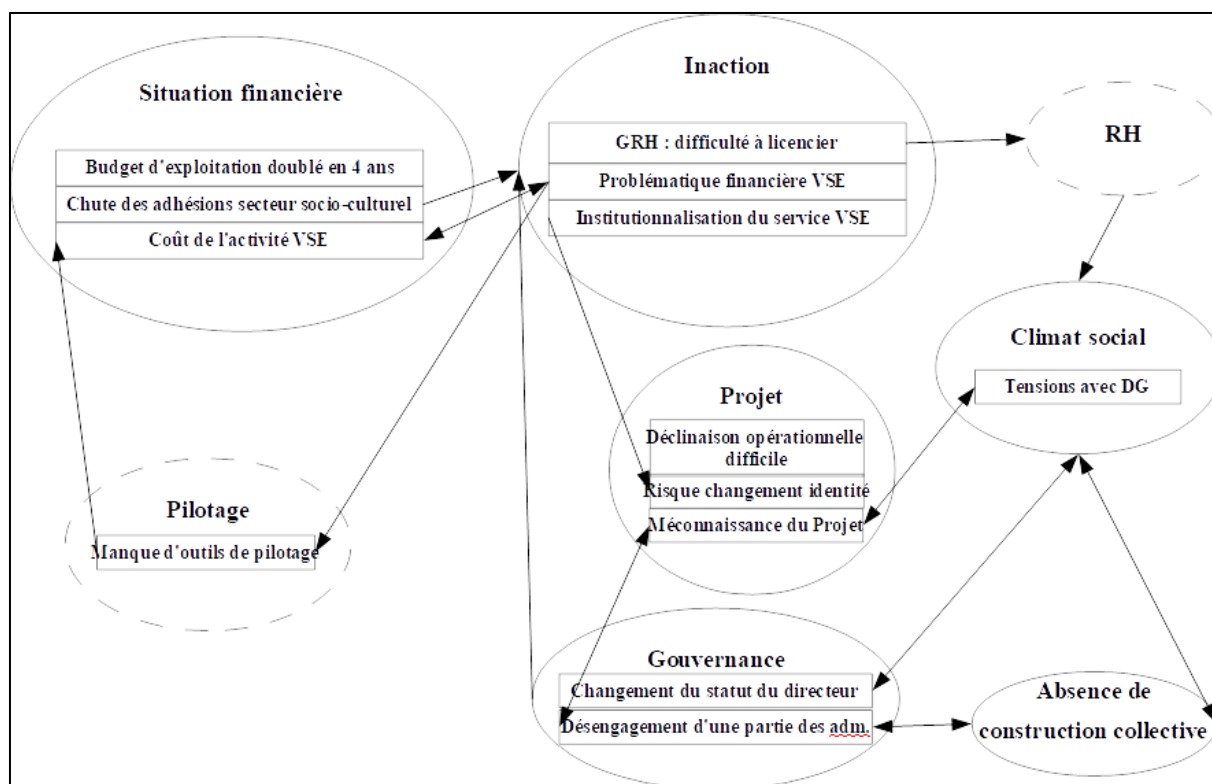 Situation financière
Budget d'exploitation doublé en 4 ans
Chute des adhésions secteur socio-culturel
Coût de l'activité VSE
Inaction
GRH : difficulté à licencier
Problématique financière VSE
Institutionnalisation du service VSE
RH
Climat social
Tensions avec DG
Projet
Déclinaison opérationnelle
difficile
Risque changement identité
Méconnaissance du Projet
Pilotage
Manque d'outils de pilotage
Gouvernance
Changement du statut du directeur
Désengagement d'une partie des adm.
Absence de
construction collective